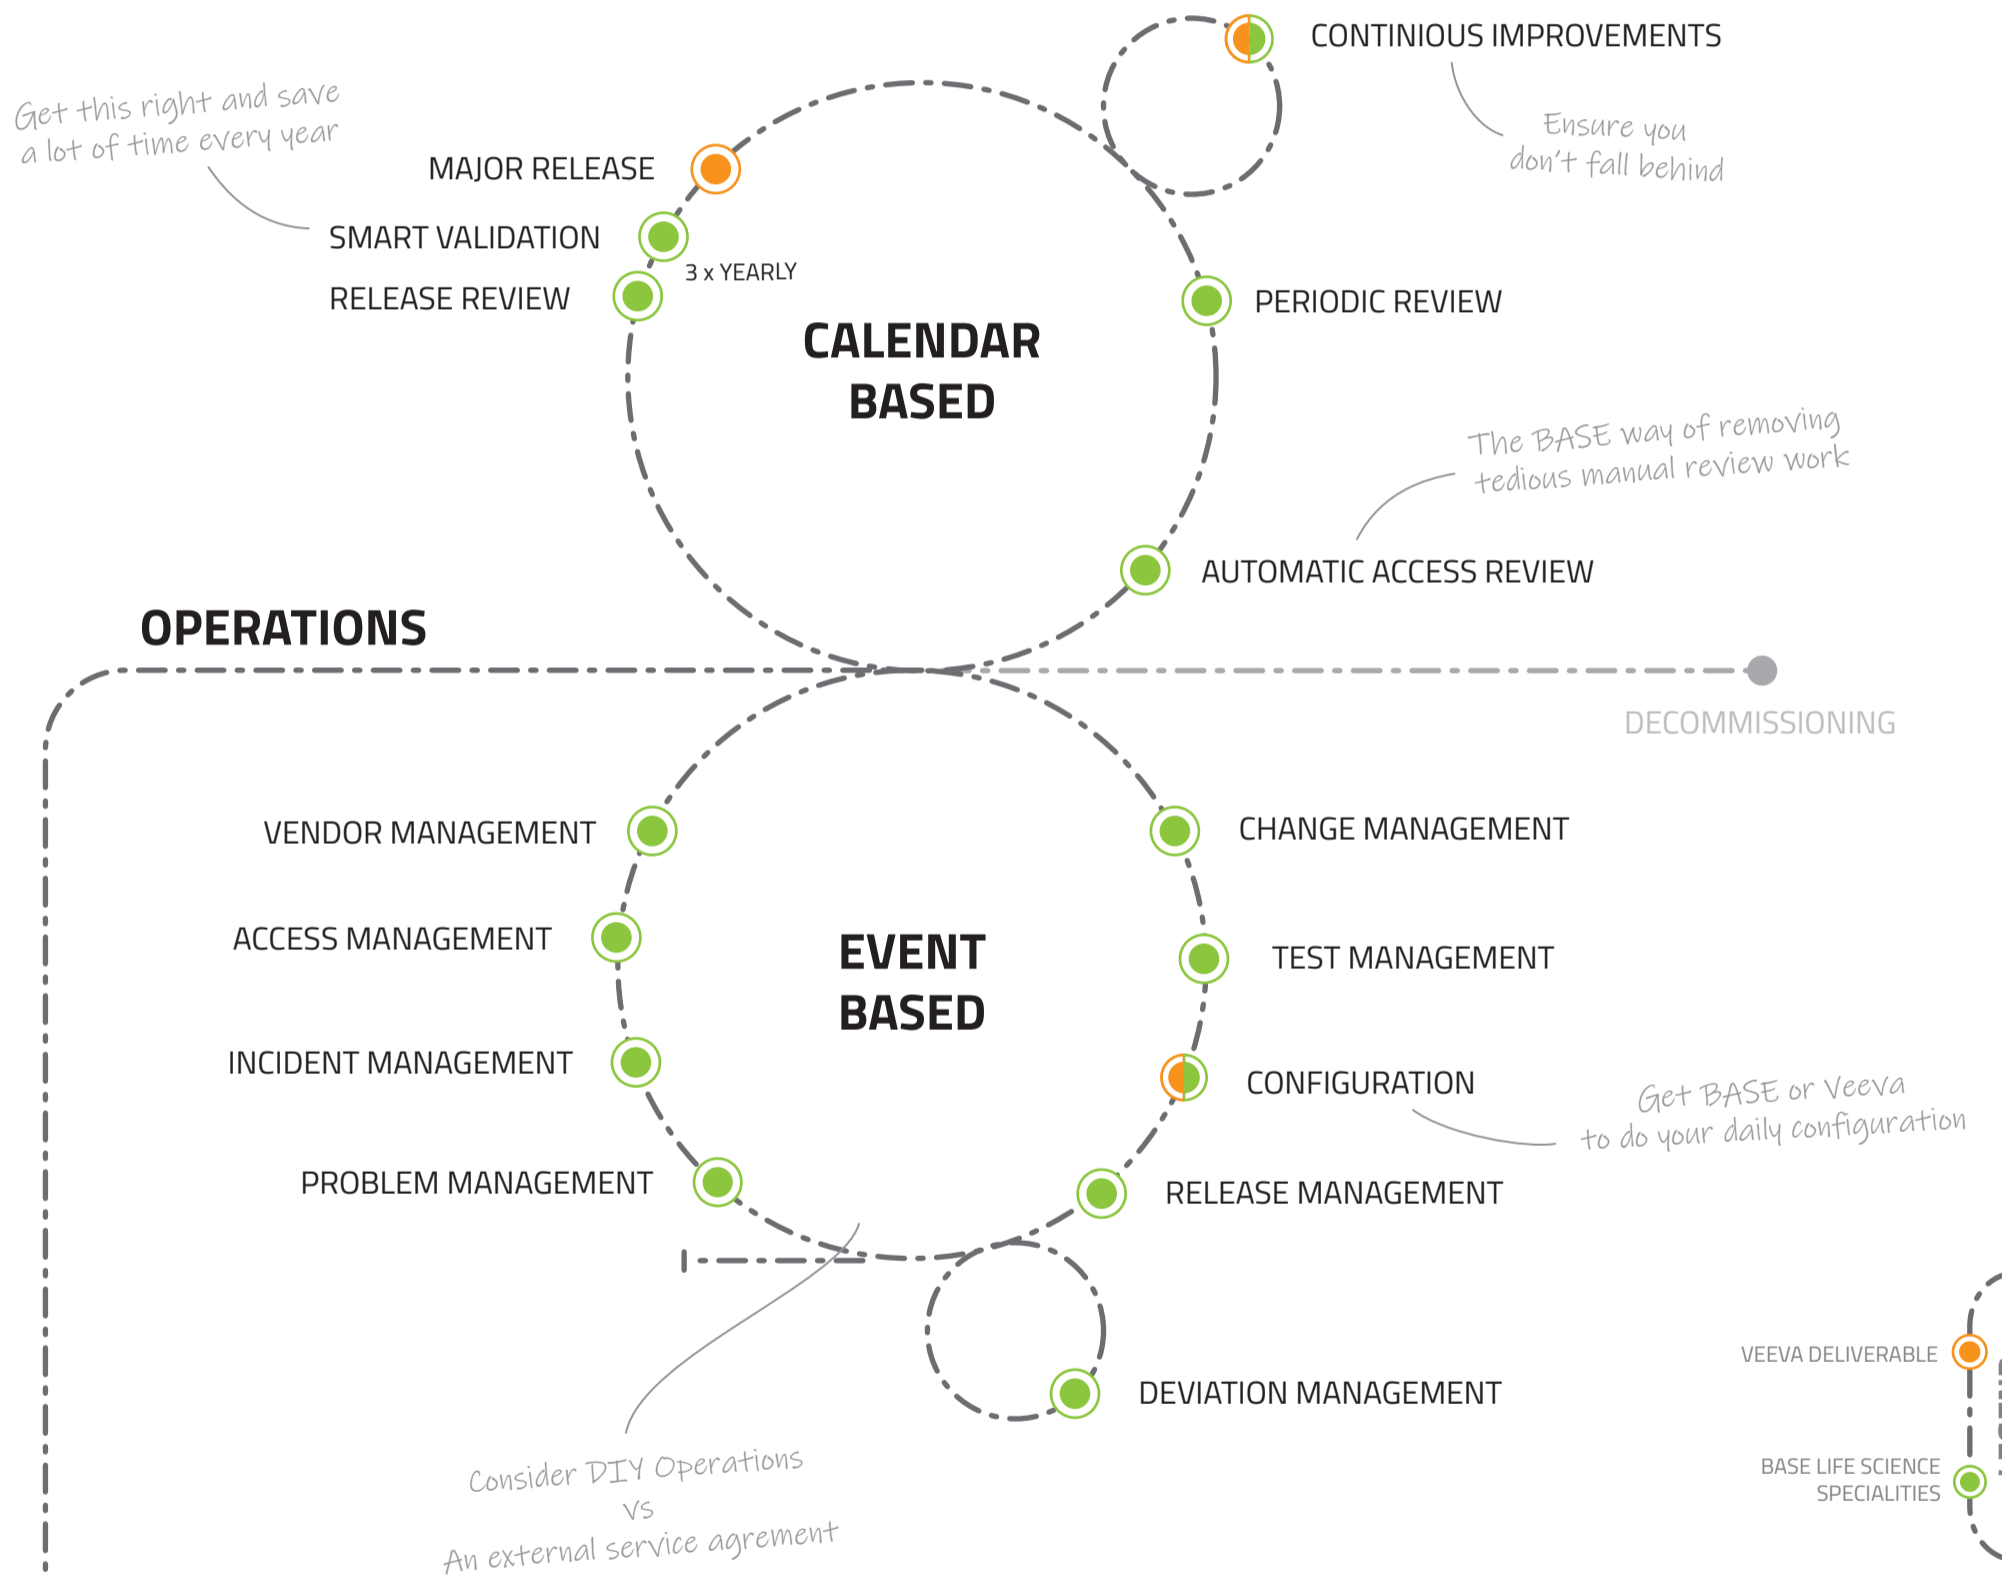 CONTINIOUS IMPROVEMENTS
Ensure you
don't fall behind
Get this right and save
a lot of time every year
MAJOR RELEASE
SMART VALIDATION
3 x YEARLY
RELEASE REVIEW
CALENDAR
BASED
PERIODIC REVIEW
The BASE way of removing
tedious manual review work
AUTOMATIC ACCESS REVIEW
OPERATIONS
DECOMMISSIONING
VENDOR MANAGEMENT
CHANGE MANAGEMENT
ACCESS MANAGEMENT
EVENT
BASED
TEST MANAGEMENT
INCIDENT MANAGEMENT
CONFIGURATION
Get BASE or Veeva
to do your daily configuration
PROBLEM MANAGEMENT
RELEASE MANAGEMENT
DEVIATION MANAGEMENT
Consider DIY Operations
vs
An external service agrement
VEEVA DELIVERABLE
BASE LIFE SCIENCE
SPECIALITIES